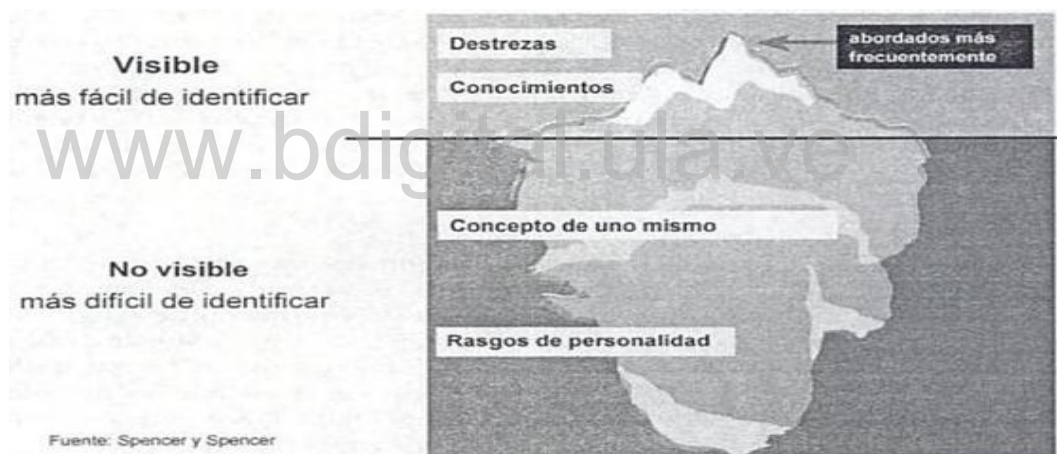 Visible
más fácil de identificar
Destrezas
Conocimientos
abordados más
frecuentemente
www.bdigital.ula.ve
Concepto de uno mismo
No visible
más difícil de identificar
Rasgos de personalidad
Fuente: Spencer y Spencer